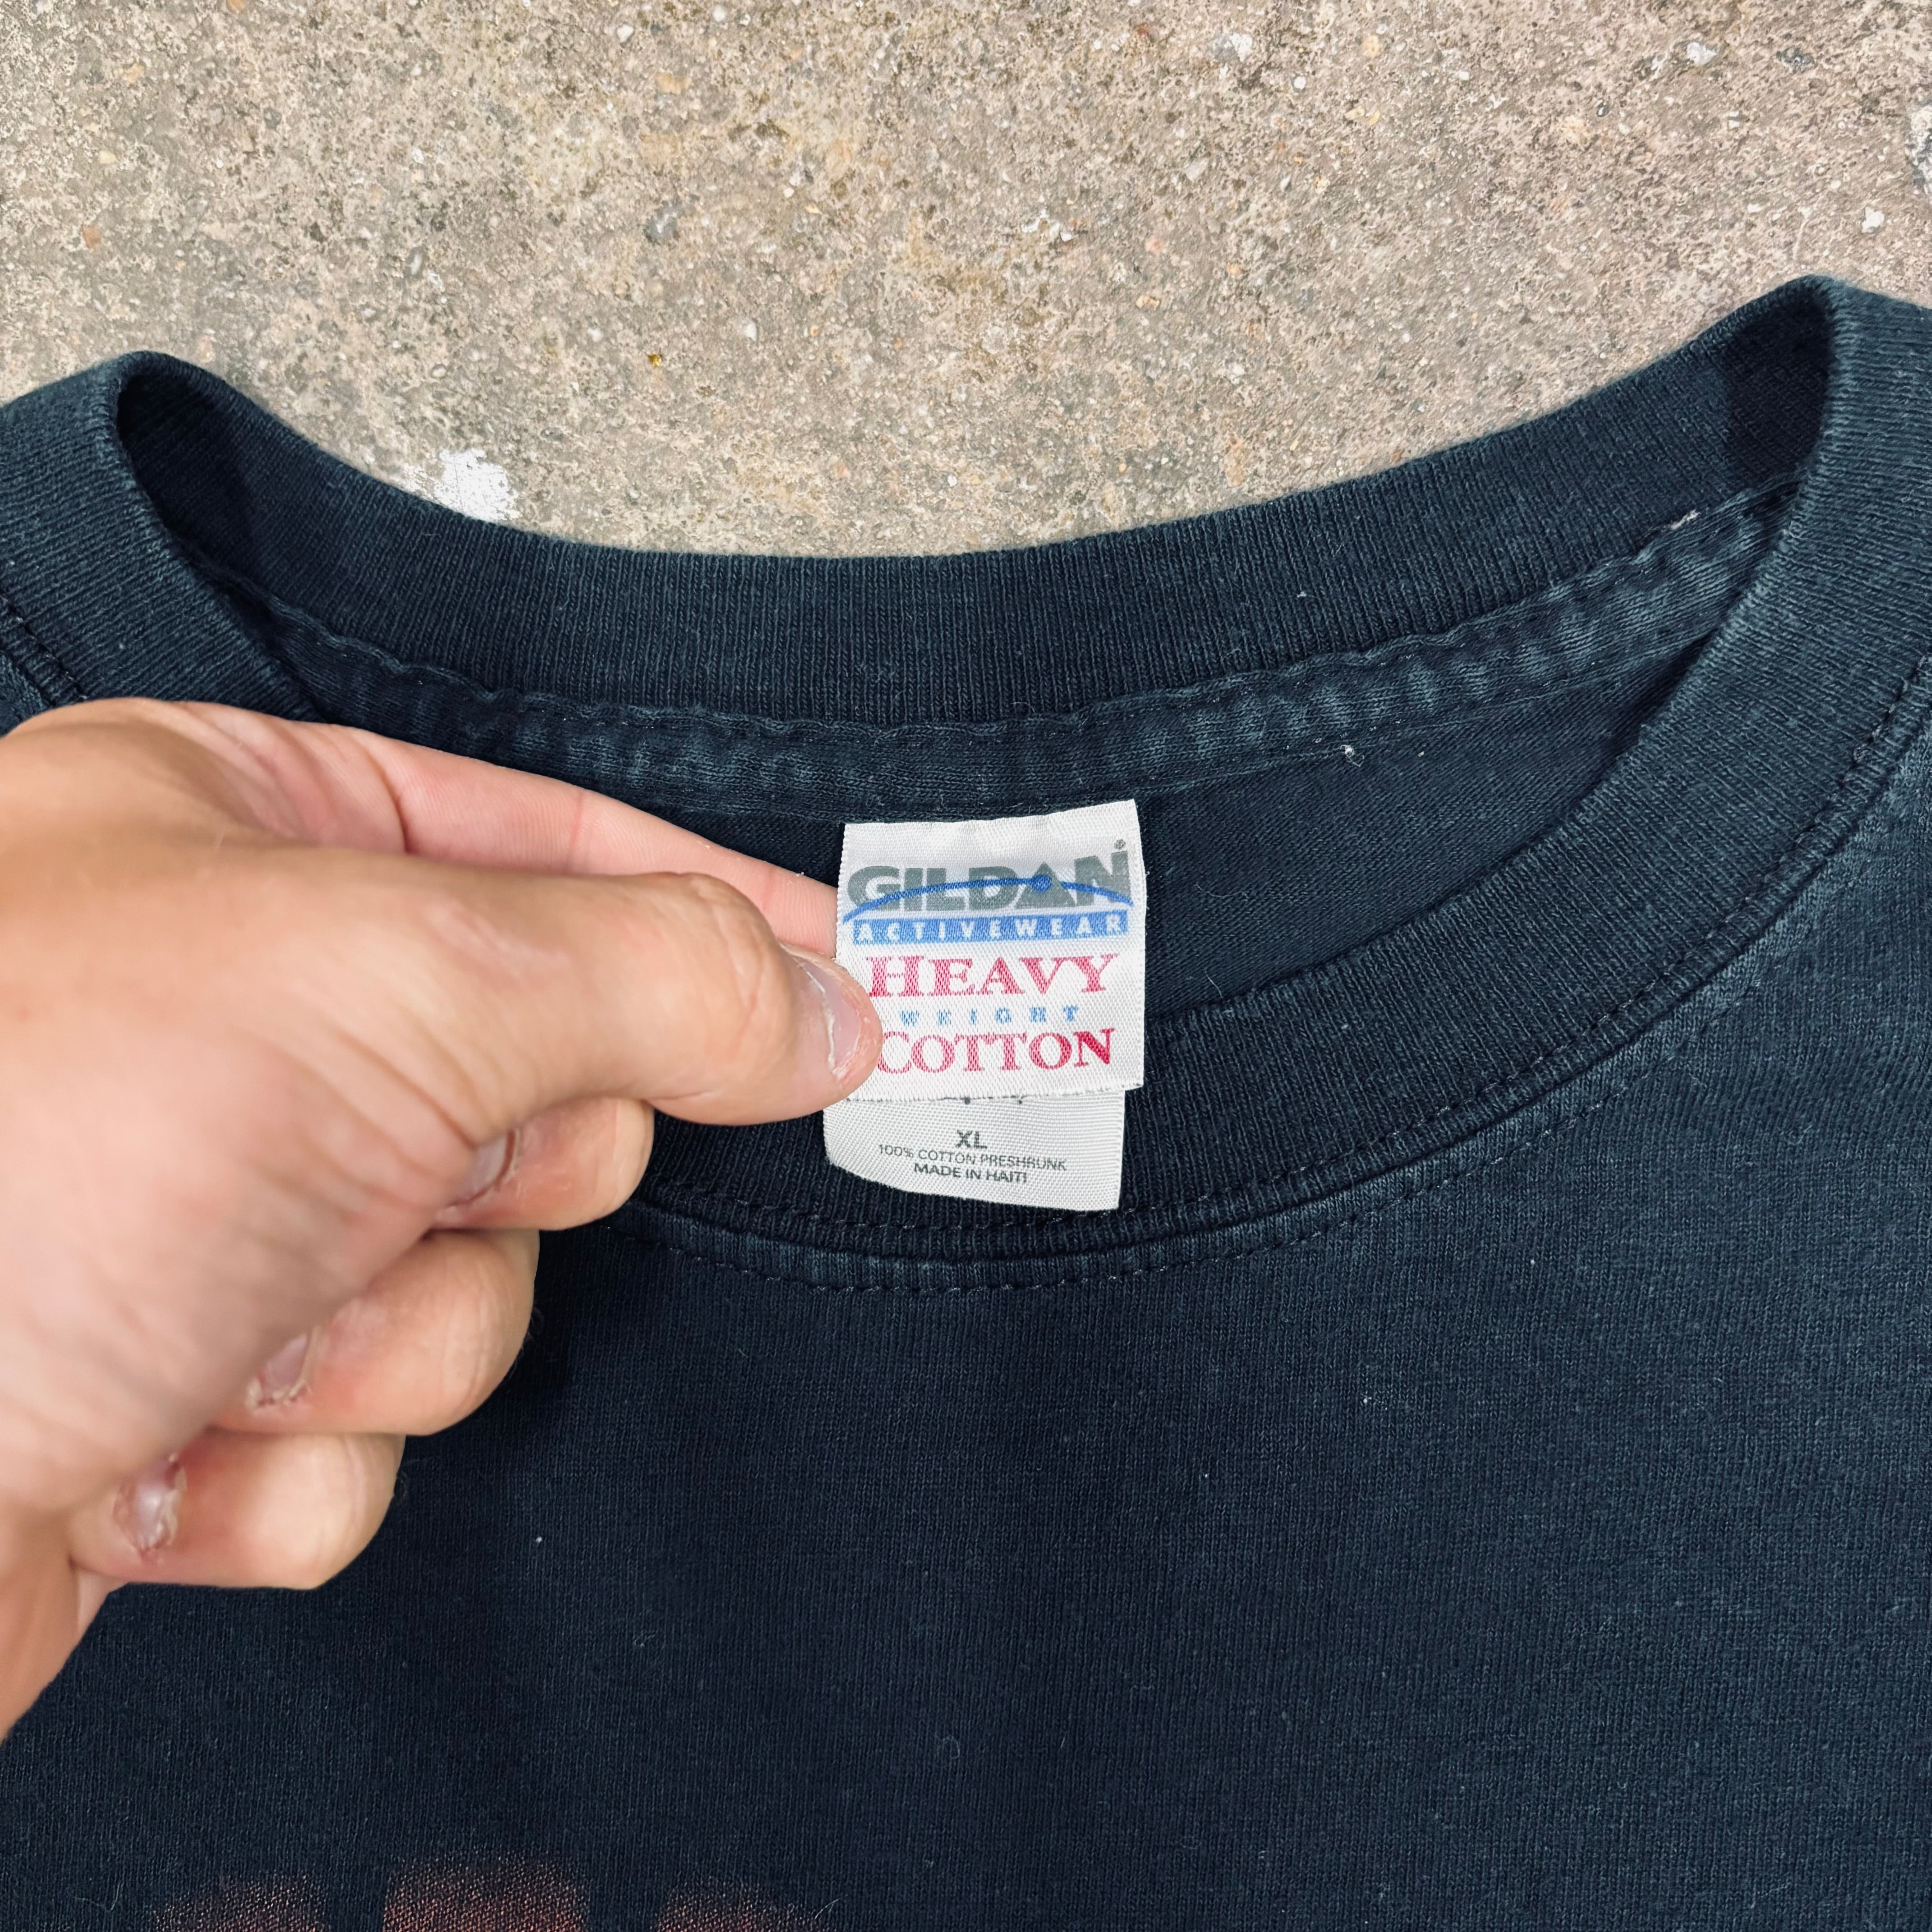 GILDAN®
ACTIVEWEAR
HEAVY
WEIGHT
COTTON
XL
100% COTTON PRESHRUNK
MADE IN HAITI